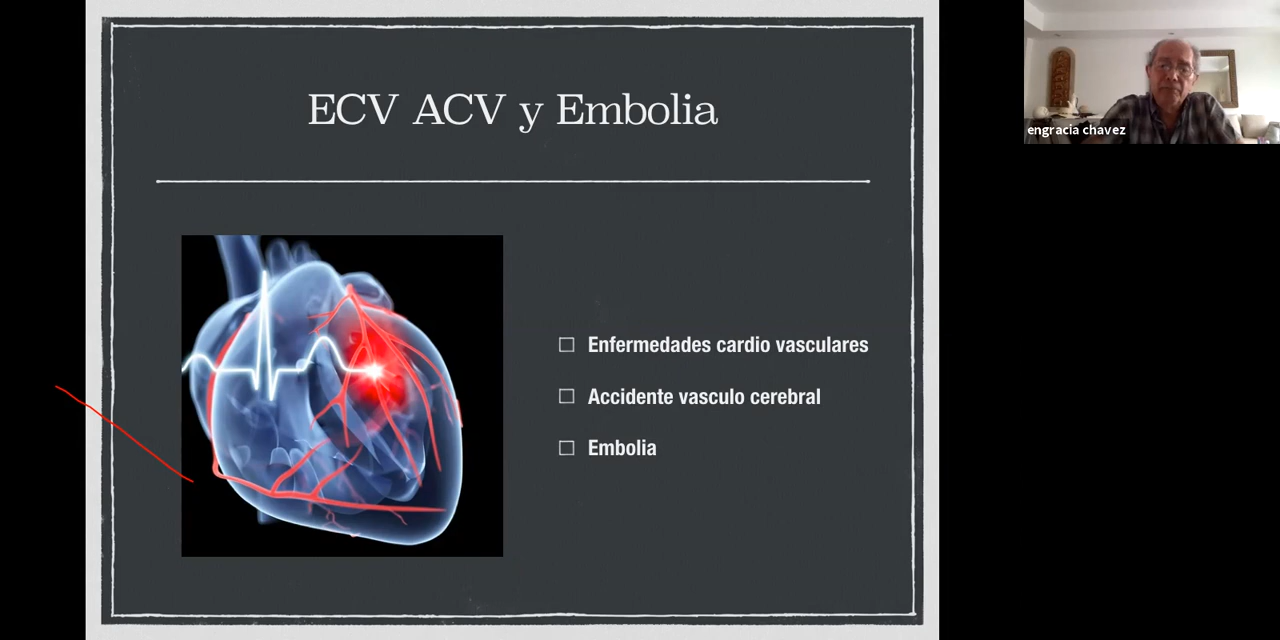 ECV ACV y Embolia
Enfermedades cardio vasculares
Accidente vasculo cerebral
Embolia
engracia chavez